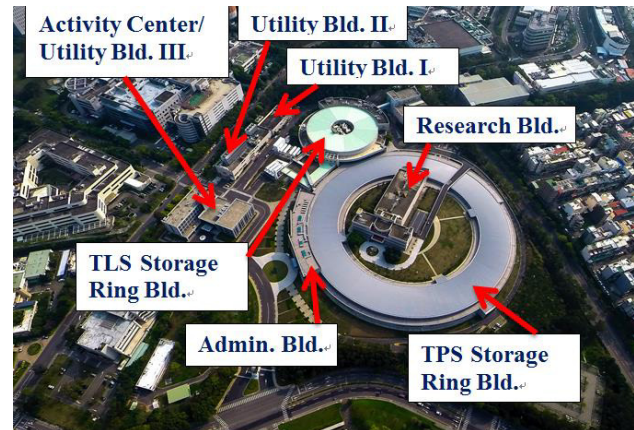 Activity Center/
Utility Bld. III
Utility Bld. II
Utility Bld. I
Research Bld.
TLS Storage
Ring Bld.
Admin. Bld.
TPS Storage
Ring Bld.